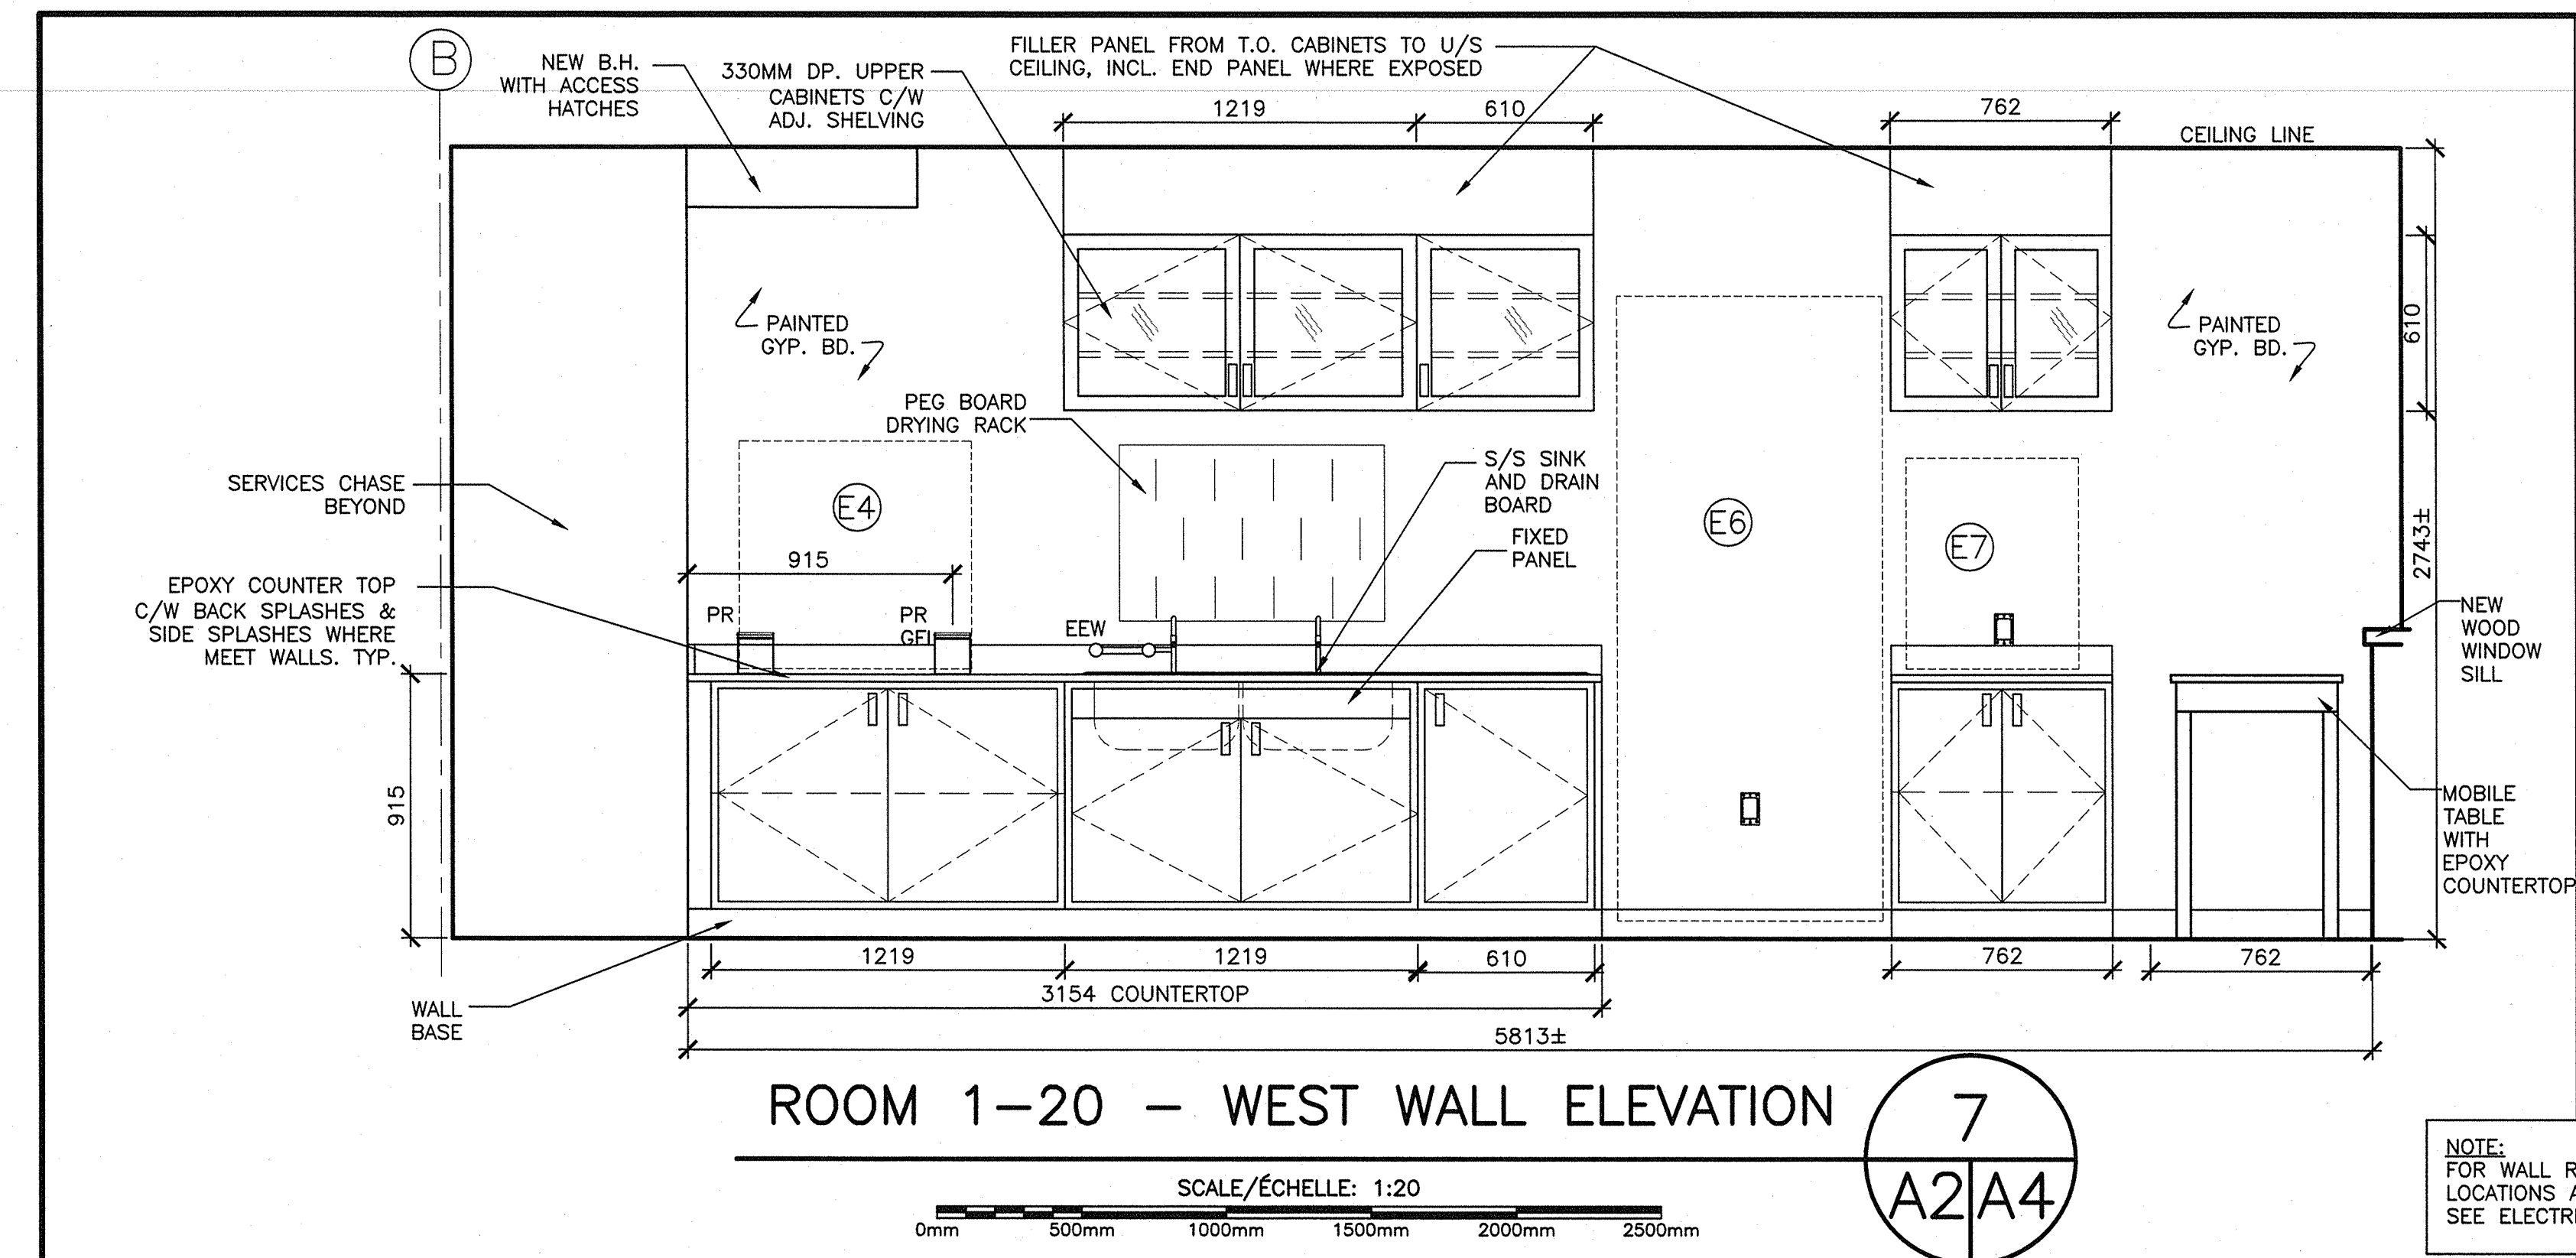 B
NEW B.H.
WITH ACCESS
HATCHES
330MM DP. UPPER
CABINETS C/W
ADJ. SHELVING
FILLER PANEL FROM T.O. CABINETS TO U/S
CEILING, INCL. END PANEL WHERE EXPOSED
1219
610
762
CEILING LINE
PAINTED
GYP. BD.
PAINTED
GYP. BD.
610
PEG BOARD
DRYING RACK
SERVICES CHASE
BEYOND
E4
S/S SINK
AND DRAIN
BOARD
FIXED
PANEL
E6
E7
2743±
915
EPOXY COUNTER TOP
C/W BACK SPLASHES &
SIDE SPLASHES WHERE
MEET WALLS. TYP.
PR
PR
GFI
EEW
NEW
WOOD
WINDOW
SILL
915
MOBILE
TABLE
WITH
EPOXY
COUNTERTOP
1219
1219
610
762
762
3154 COUNTERTOP
WALL
BASE
5813±
ROOM 1-20 - WEST WALL ELEVATION
7
A2 A4
SCALE/ÉCHELLE: 1:20
0mm 500mm 1000mm 1500mm 2000mm 2500mm
NOTE:
FOR WALL
LOCATIONS
SEE